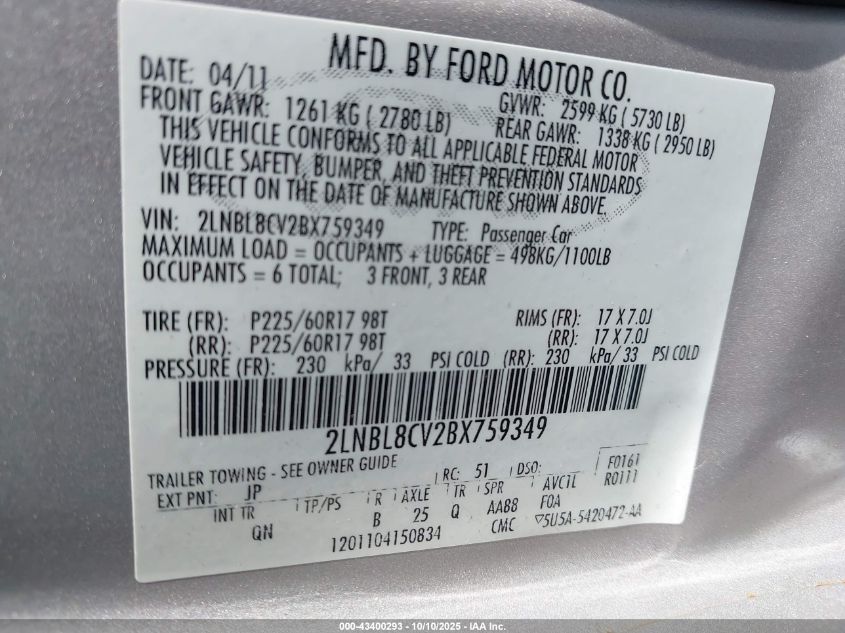 MFD. BY FORD MOTOR CO.
DATE: 04/11 GVWR: 2599 KG ( 5730 LB)
FRONT GAWR: 1261 KG ( 2780 LB) REAR GAWR: 1338 KG ( 2950 LB)
THIS VEHICLE CONFORMS TO ALL APPLICABLE FEDERAL MOTOR
VEHICLE SAFETY, BUMPER, AND THEFT PREVENTION STANDARDS
IN EFFECT ON THE DATE OF MANUFACTURE SHOWN ABOVE.
VIN: 2LNBL8CV2BX759349 TYPE: Passenger Car
MAXIMUM LOAD = OCCUPANTS + LUGGAGE = 498KG/1100LB
OCCUPANTS = 6 TOTAL; 3 FRONT, 3 REAR
TIRE (FR): P225/60R17 98T RIMS (FR): 17 X 7.0J
(RR): P225/60R17 98T (RR): 17 X 7.0J
PRESSURE (FR): 230 kPa/ 33 PSI COLD (RR): 230 kPa/ 33 PSI COLD
2LNBL8CV2BX759349
TRAILER TOWING - SEE OWNER GUIDE RC: 51 DSO: F0161
EXT PNT: JP R0111
INT TR TP/PS R AXLE TR SPR AVC1L
QN B 25 Q AA88 FOA
1201104150834 CMC ▽5U5A-5420472-AA
000-43400293 - 10/10/2025 - IAA Inc.